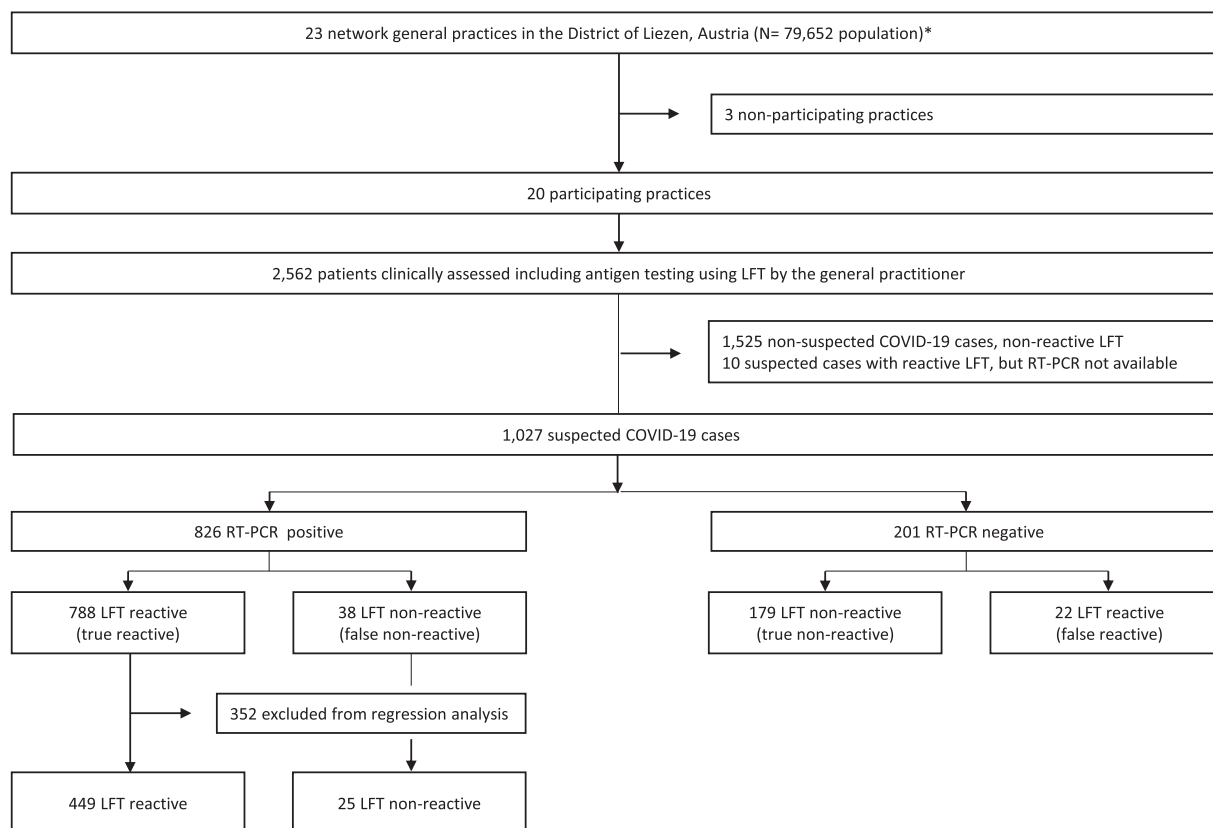 23 network general practices in the District of Liezen, Austria (N= 79,652 population)*
3 non-participating practices
20 participating practices
2,562 patients clinically assessed including antigen testing using LFT by the general practitioner
1,525 non-suspected COVID-19 cases, non-reactive LFT
10 suspected cases with reactive LFT, but RT-PCR not available
1,027 suspected COVID-19 cases
826 RT-PCR positive
201 RT-PCR negative
788 LFT reactive
(true reactive)
38 LFT non-reactive
(false non-reactive)
179 LFT non-reactive
(true non-reactive)
22 LFT reactive
(false reactive)
352 excluded from regression analysis
449 LFT reactive
25 LFT non-reactive